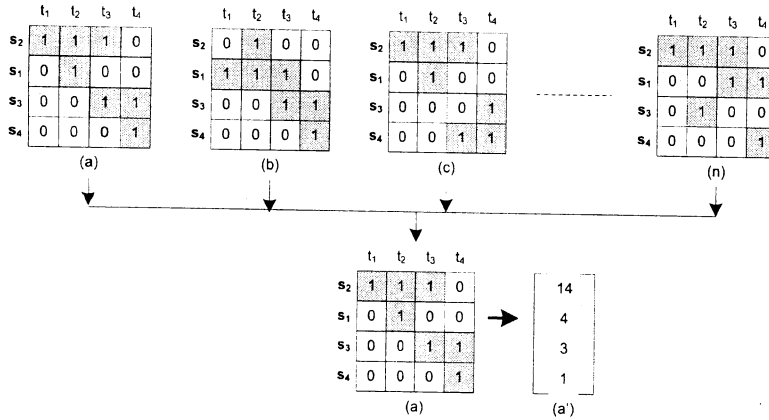 t1 t2 t3 t4
s2 1 1 1 0
s1 0 1 0 0
s3 0 0 1 1
s4 0 0 0 1
(a)
t1 t2 t3 t4
s2 0 1 0 0
s1 1 1 1 0
s3 0 0 1 1
s4 0 0 0 1
(b)
t1 t2 t3 t4
s2 1 1 1 0
s1 0 1 0 0
s3 0 0 0 1
s4 0 0 1 1
(c)
t1 t2 t3 t4
s2 1 1 1 0
s1 0 0 1 1
s3 0 1 0 0
s4 0 0 0 1
(n)
t1 t2 t3 t4
s2 1 1 1 0
s1 0 1 0 0
s3 0 0 1 1
s4 0 0 0 1
(a)
14
4
3
1
(a')